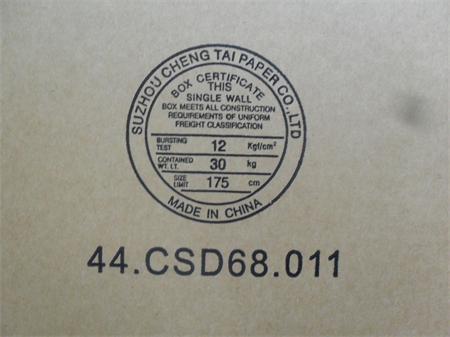 SUZHOU CHENG TAI PAPER CO.,LTD
BOX CERTIFICATE
THIS
SINGLE WALL
BOX MEETS ALL CONSTRUCTION
REQUIREMENTS OF UNIFORM
FREIGHT CLASSIFICATION
BURSTING
TEST 12 Kgf/cm²
CONTAINED
WT. LT. 30 kg
SIZE
LIMIT 175 cm
MADE IN CHINA
44.CSD68.011